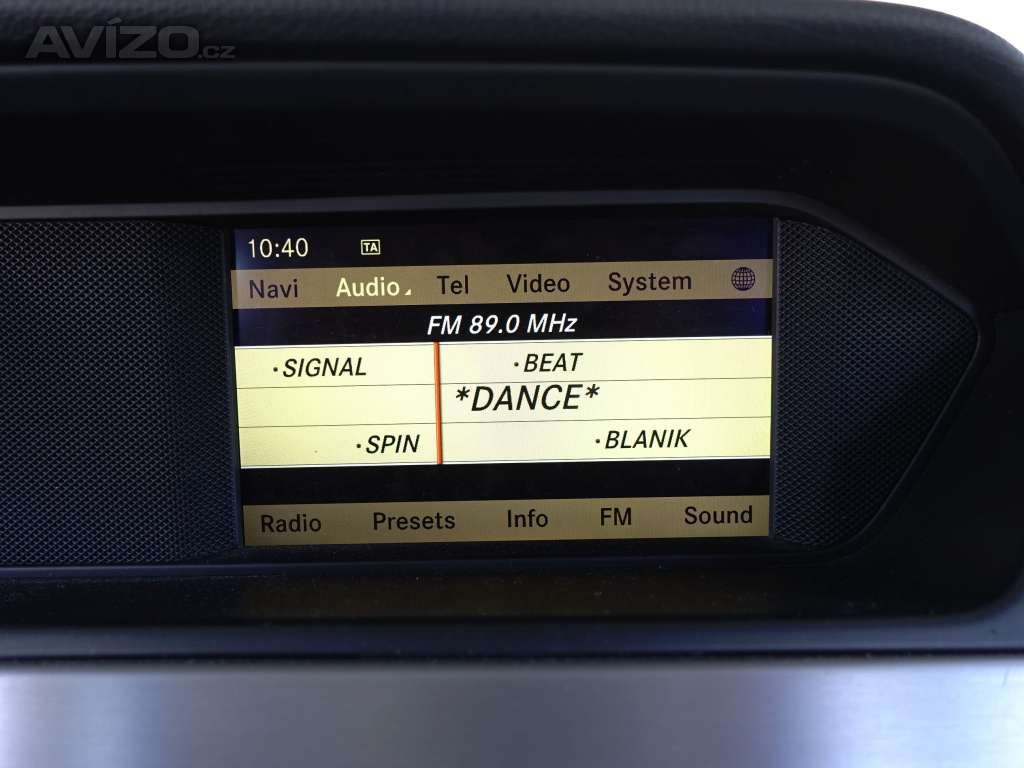 AVÍZO.cz
10:40 TA
Navi Audio Tel Video System
FM 89.0 MHz
·SIGNAL ·BEAT
*DANCE*
·SPIN ·BLANIK
Radio Presets Info FM Sound